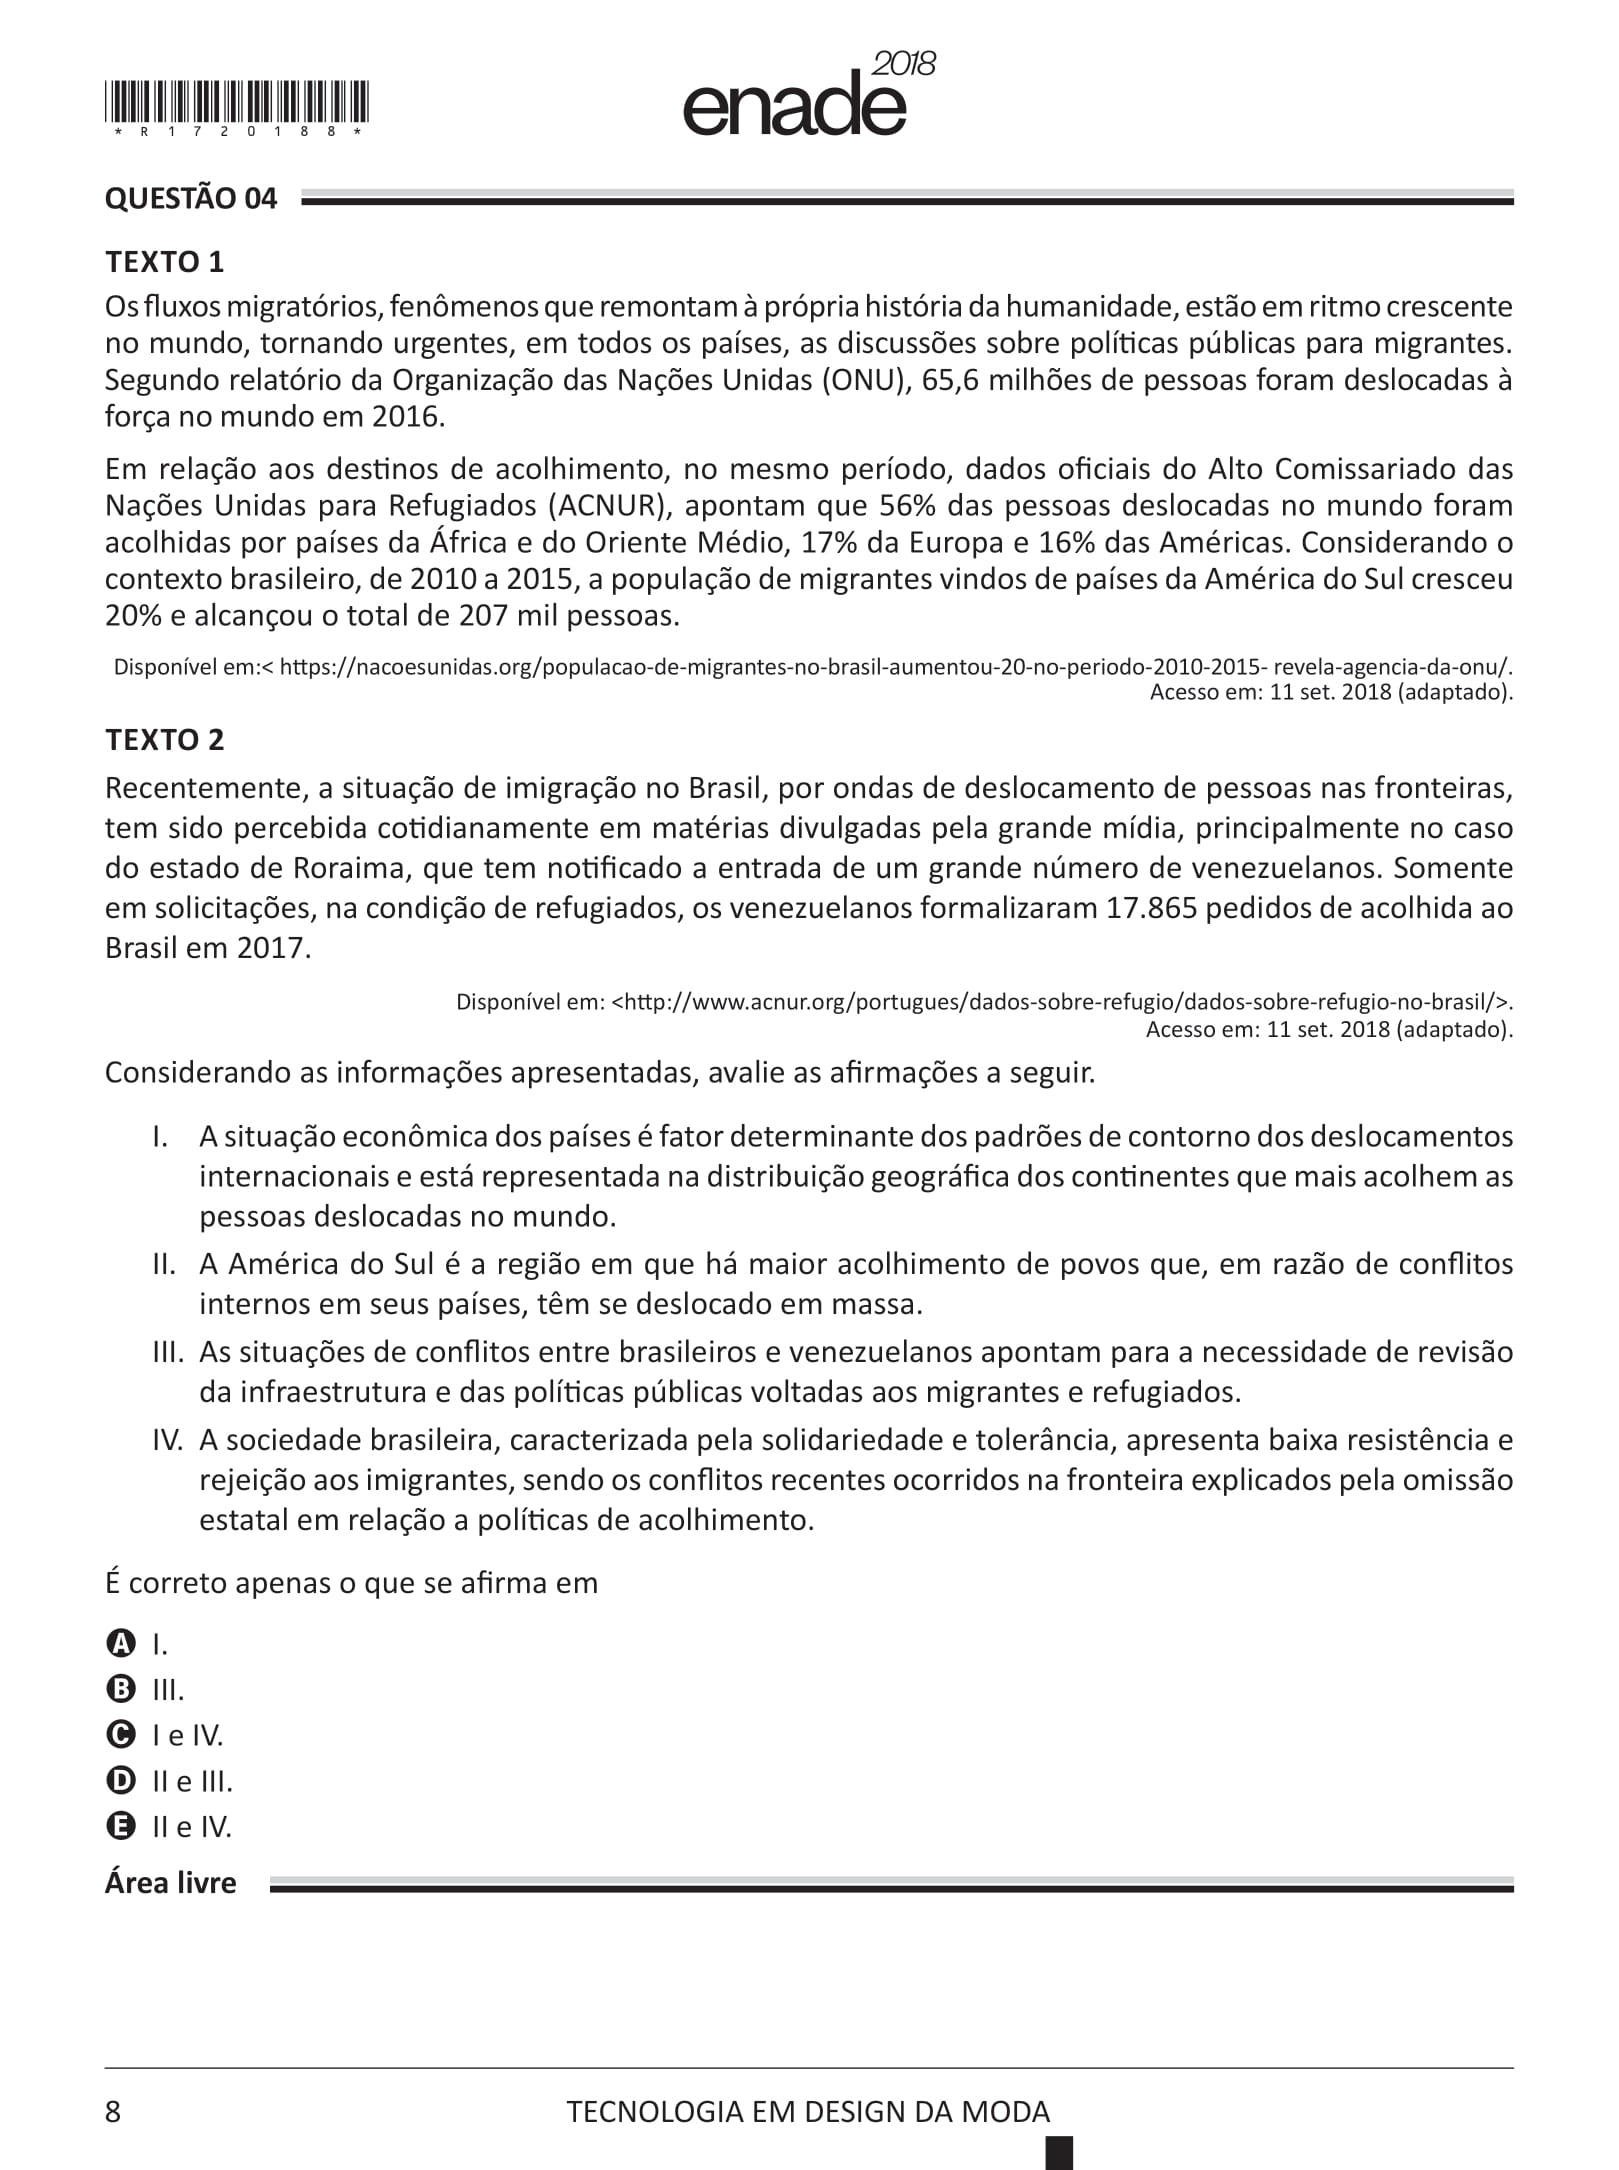 2018
enade
* R 1 7 2 0 1 8 8 *
QUESTÃO 04
TEXTO 1
Os fluxos migratórios, fenômenos que remontam à própria história da humanidade, estão em ritmo crescente
no mundo, tornando urgentes, em todos os países, as discussões sobre políticas públicas para migrantes.
Segundo relatório da Organização das Nações Unidas (ONU), 65,6 milhões de pessoas foram deslocadas à
força no mundo em 2016.
Em relação aos destinos de acolhimento, no mesmo período, dados oficiais do Alto Comissariado das
Nações Unidas para Refugiados (ACNUR), apontam que 56% das pessoas deslocadas no mundo foram
acolhidas por países da África e do Oriente Médio, 17% da Europa e 16% das Américas. Considerando o
contexto brasileiro, de 2010 a 2015, a população de migrantes vindos de países da América do Sul cresceu
20% e alcançou o total de 207 mil pessoas.
Disponível em:< https://nacoesunidas.org/populacao-de-migrantes-no-brasil-aumentou-20-no-periodo-2010-2015- revela-agencia-da-onu/.
Acesso em: 11 set. 2018 (adaptado).
TEXTO 2
Recentemente, a situação de imigração no Brasil, por ondas de deslocamento de pessoas nas fronteiras,
tem sido percebida cotidianamente em matérias divulgadas pela grande mídia, principalmente no caso
do estado de Roraima, que tem notificado a entrada de um grande número de venezuelanos. Somente
em solicitações, na condição de refugiados, os venezuelanos formalizaram 17.865 pedidos de acolhida ao
Brasil em 2017.
Disponível em: <http://www.acnur.org/portugues/dados-sobre-refugio/dados-sobre-refugio-no-brasil/>.
Acesso em: 11 set. 2018 (adaptado).
Considerando as informações apresentadas, avalie as afirmações a seguir.
I. A situação econômica dos países é fator determinante dos padrões de contorno dos deslocamentos
internacionais e está representada na distribuição geográfica dos continentes que mais acolhem as
pessoas deslocadas no mundo.
II. A América do Sul é a região em que há maior acolhimento de povos que, em razão de conflitos
internos em seus países, têm se deslocado em massa.
III. As situações de conflitos entre brasileiros e venezuelanos apontam para a necessidade de revisão
da infraestrutura e das políticas públicas voltadas aos migrantes e refugiados.
IV. A sociedade brasileira, caracterizada pela solidariedade e tolerância, apresenta baixa resistência e
rejeição aos imigrantes, sendo os conflitos recentes ocorridos na fronteira explicados pela omissão
estatal em relação a políticas de acolhimento.
É correto apenas o que se afirma em
A I.
B III.
C I e IV.
D II e III.
E II e IV.
Área livre
8
TECNOLOGIA EM DESIGN DA MODA